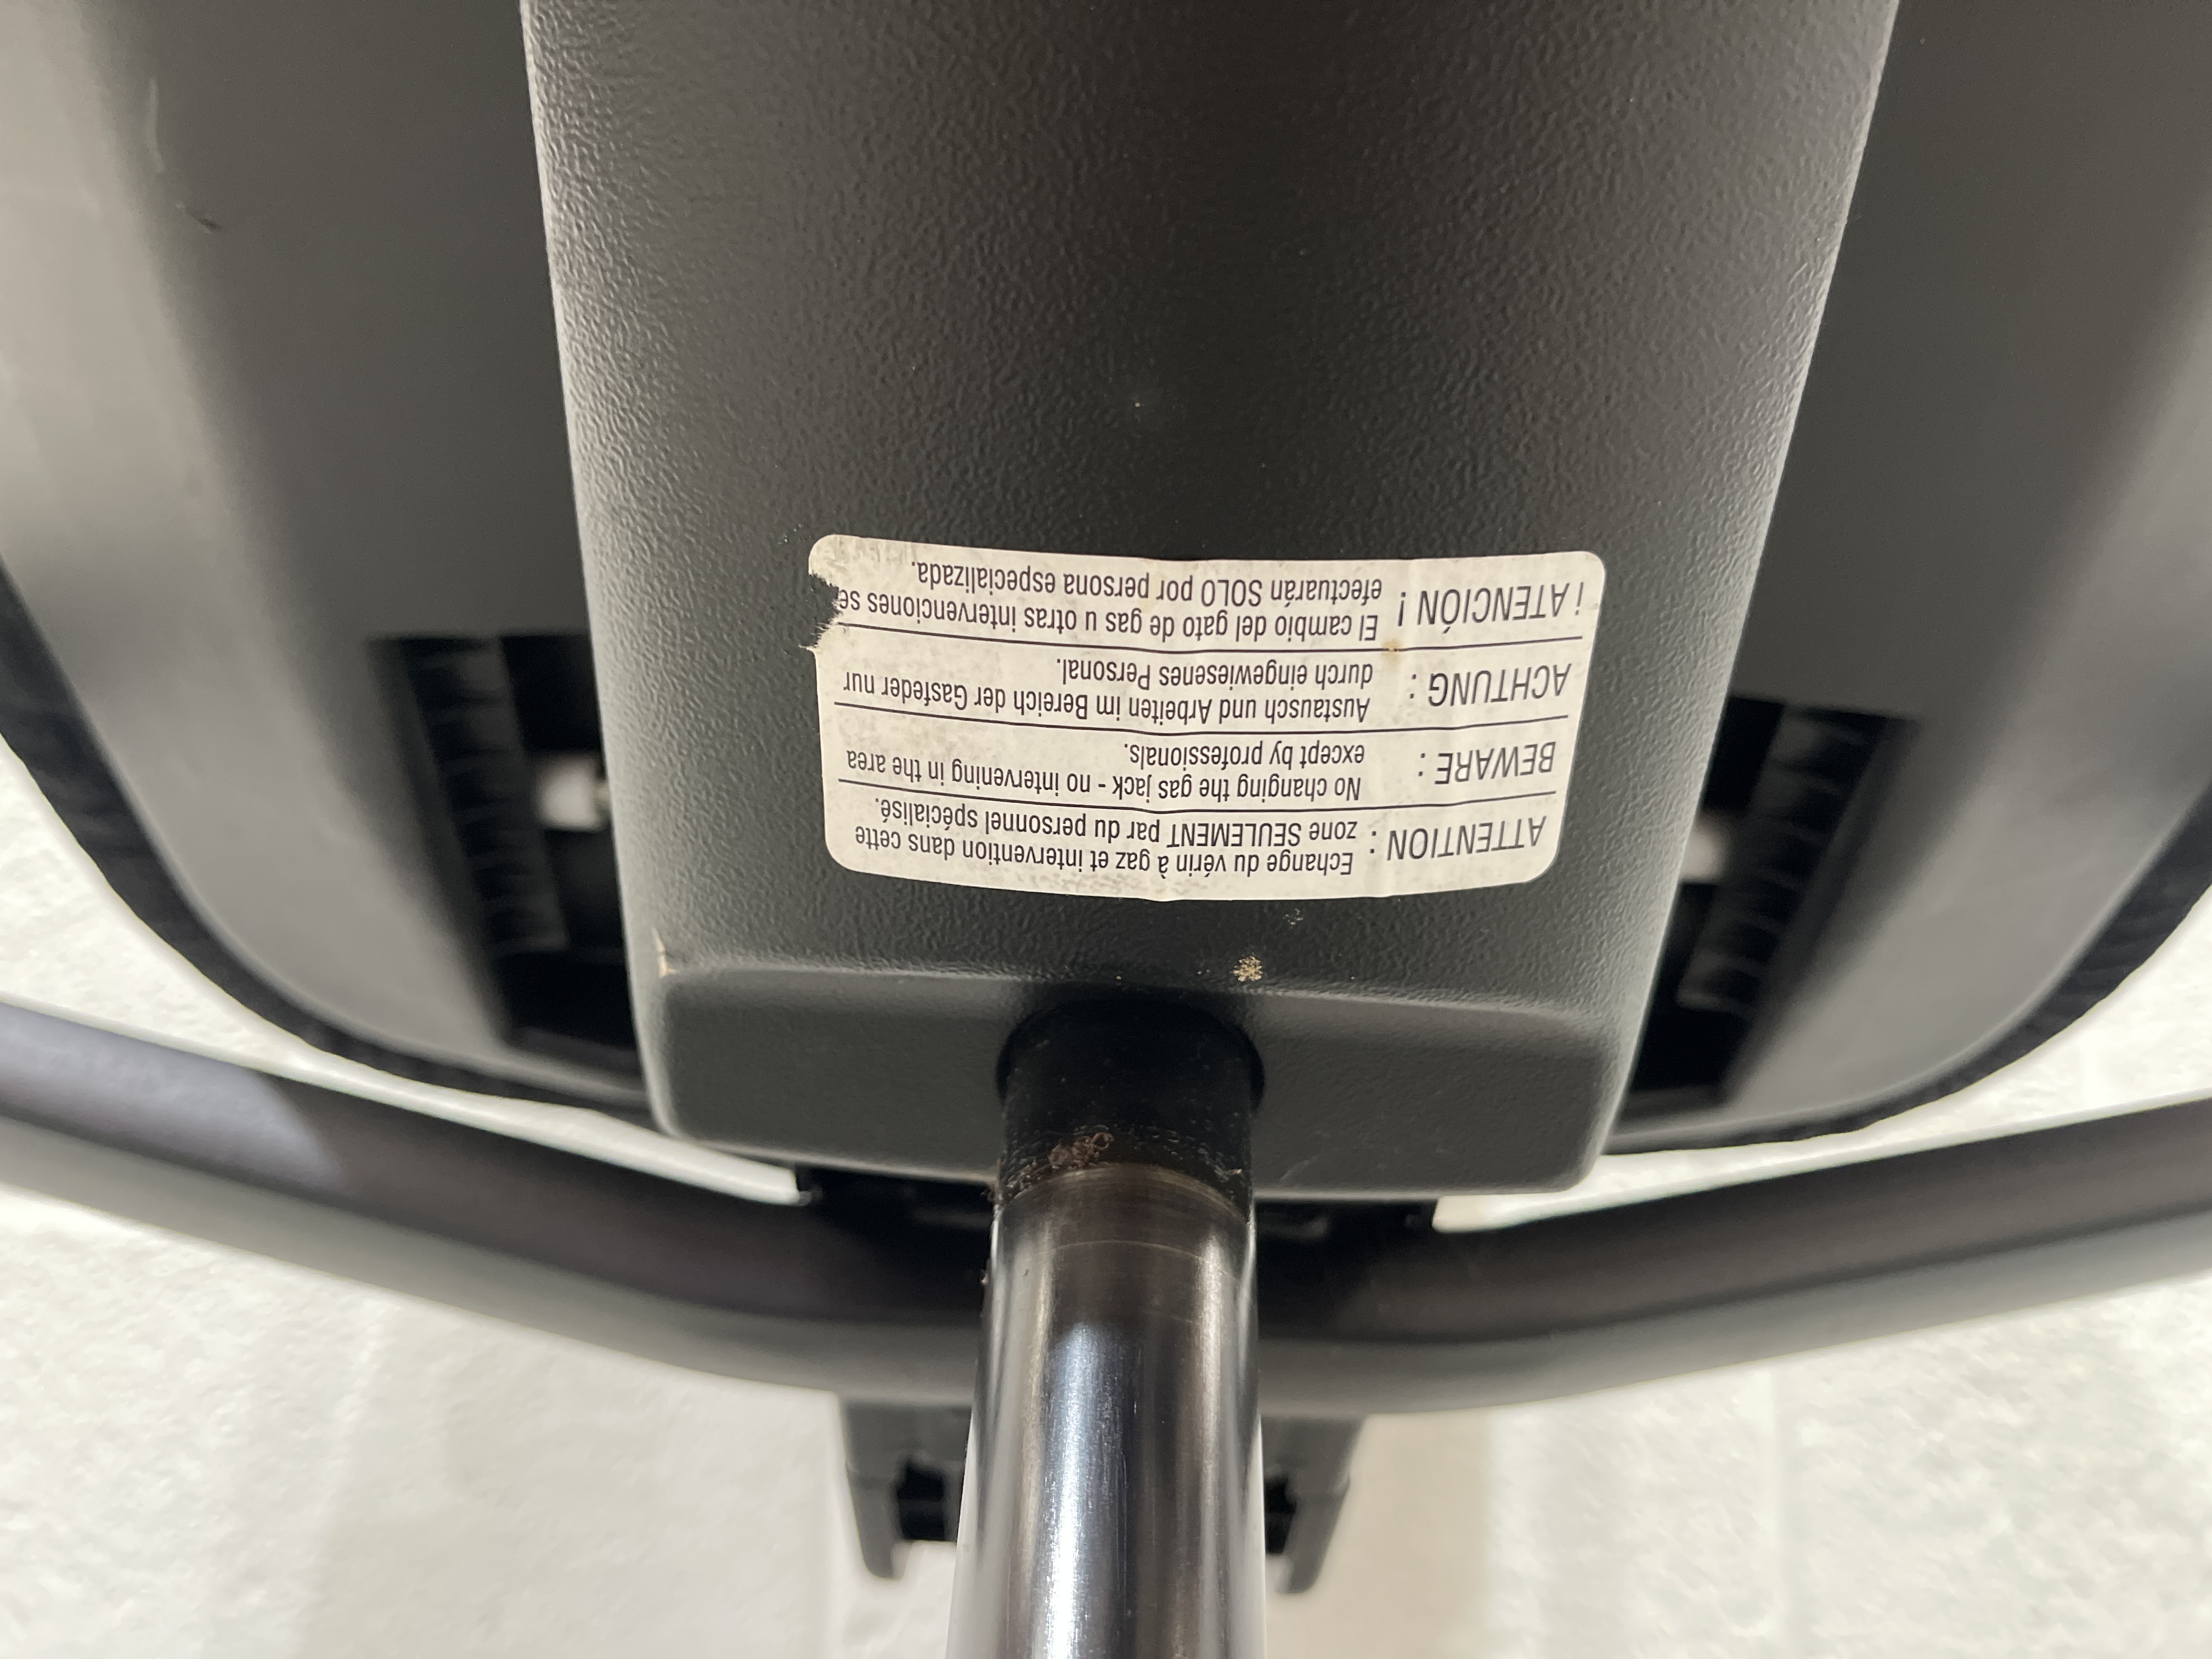 ATTENTION : Echange du vérin à gaz et intervention dans cette
zone SEULEMENT par du personnel spécialisé.
BEWARE : No changing the gas jack - no intervening in the area
except by professionals.
ACHTUNG : Austausch und Arbeiten im Bereich der Gasfeder nur
durch eingewiesenes Personal.
¡ ATENCIÓN ! El cambio del gato de gas u otras intervenciones se
efectuarán SOLO por persona especializada.